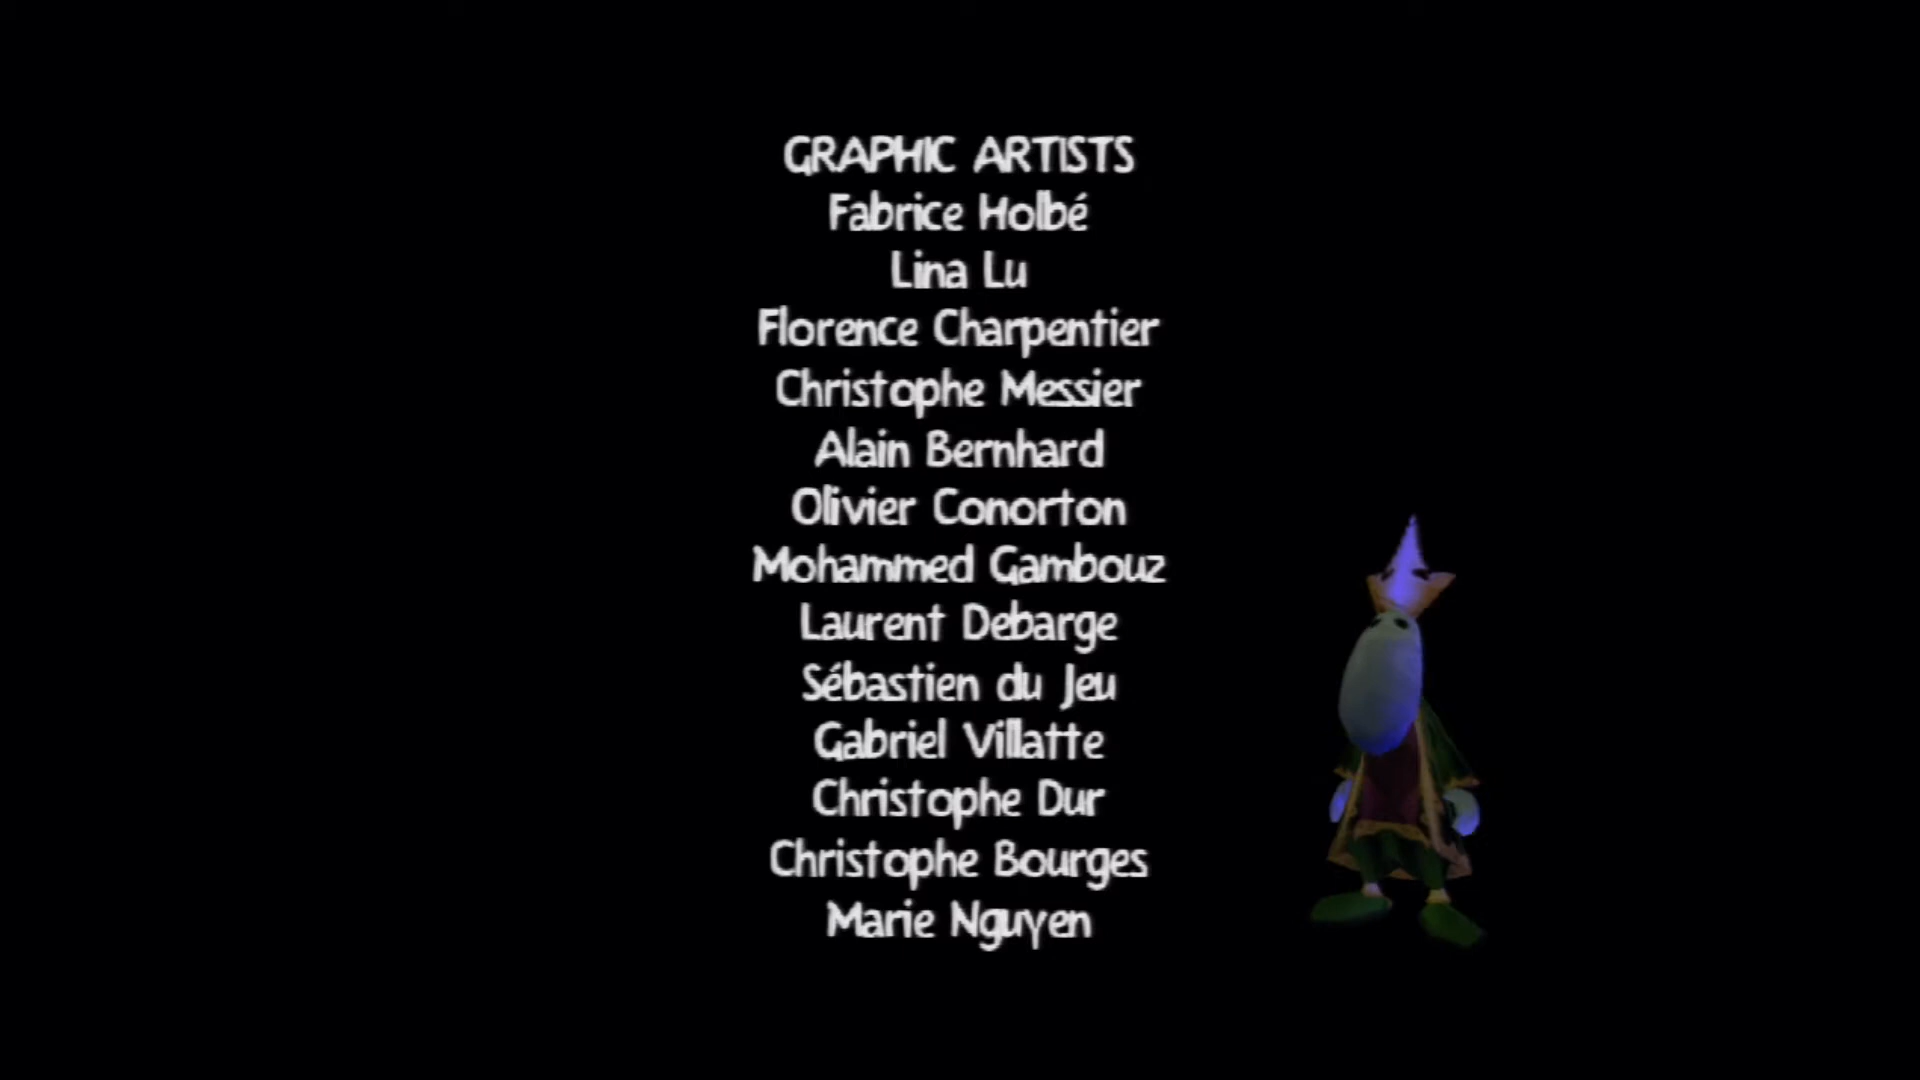 GRAPHIC ARTISTS
Fabrice Holbé
Lina Lu
Florence Charpentier
Christophe Messier
Alain Bernhard
Olivier Conorton
Mohammed Gambouz
Laurent Debarge
Sébastien du Jeu
Gabriel Villatte
Christophe Dur
Christophe Bourges
Marie Nguyen